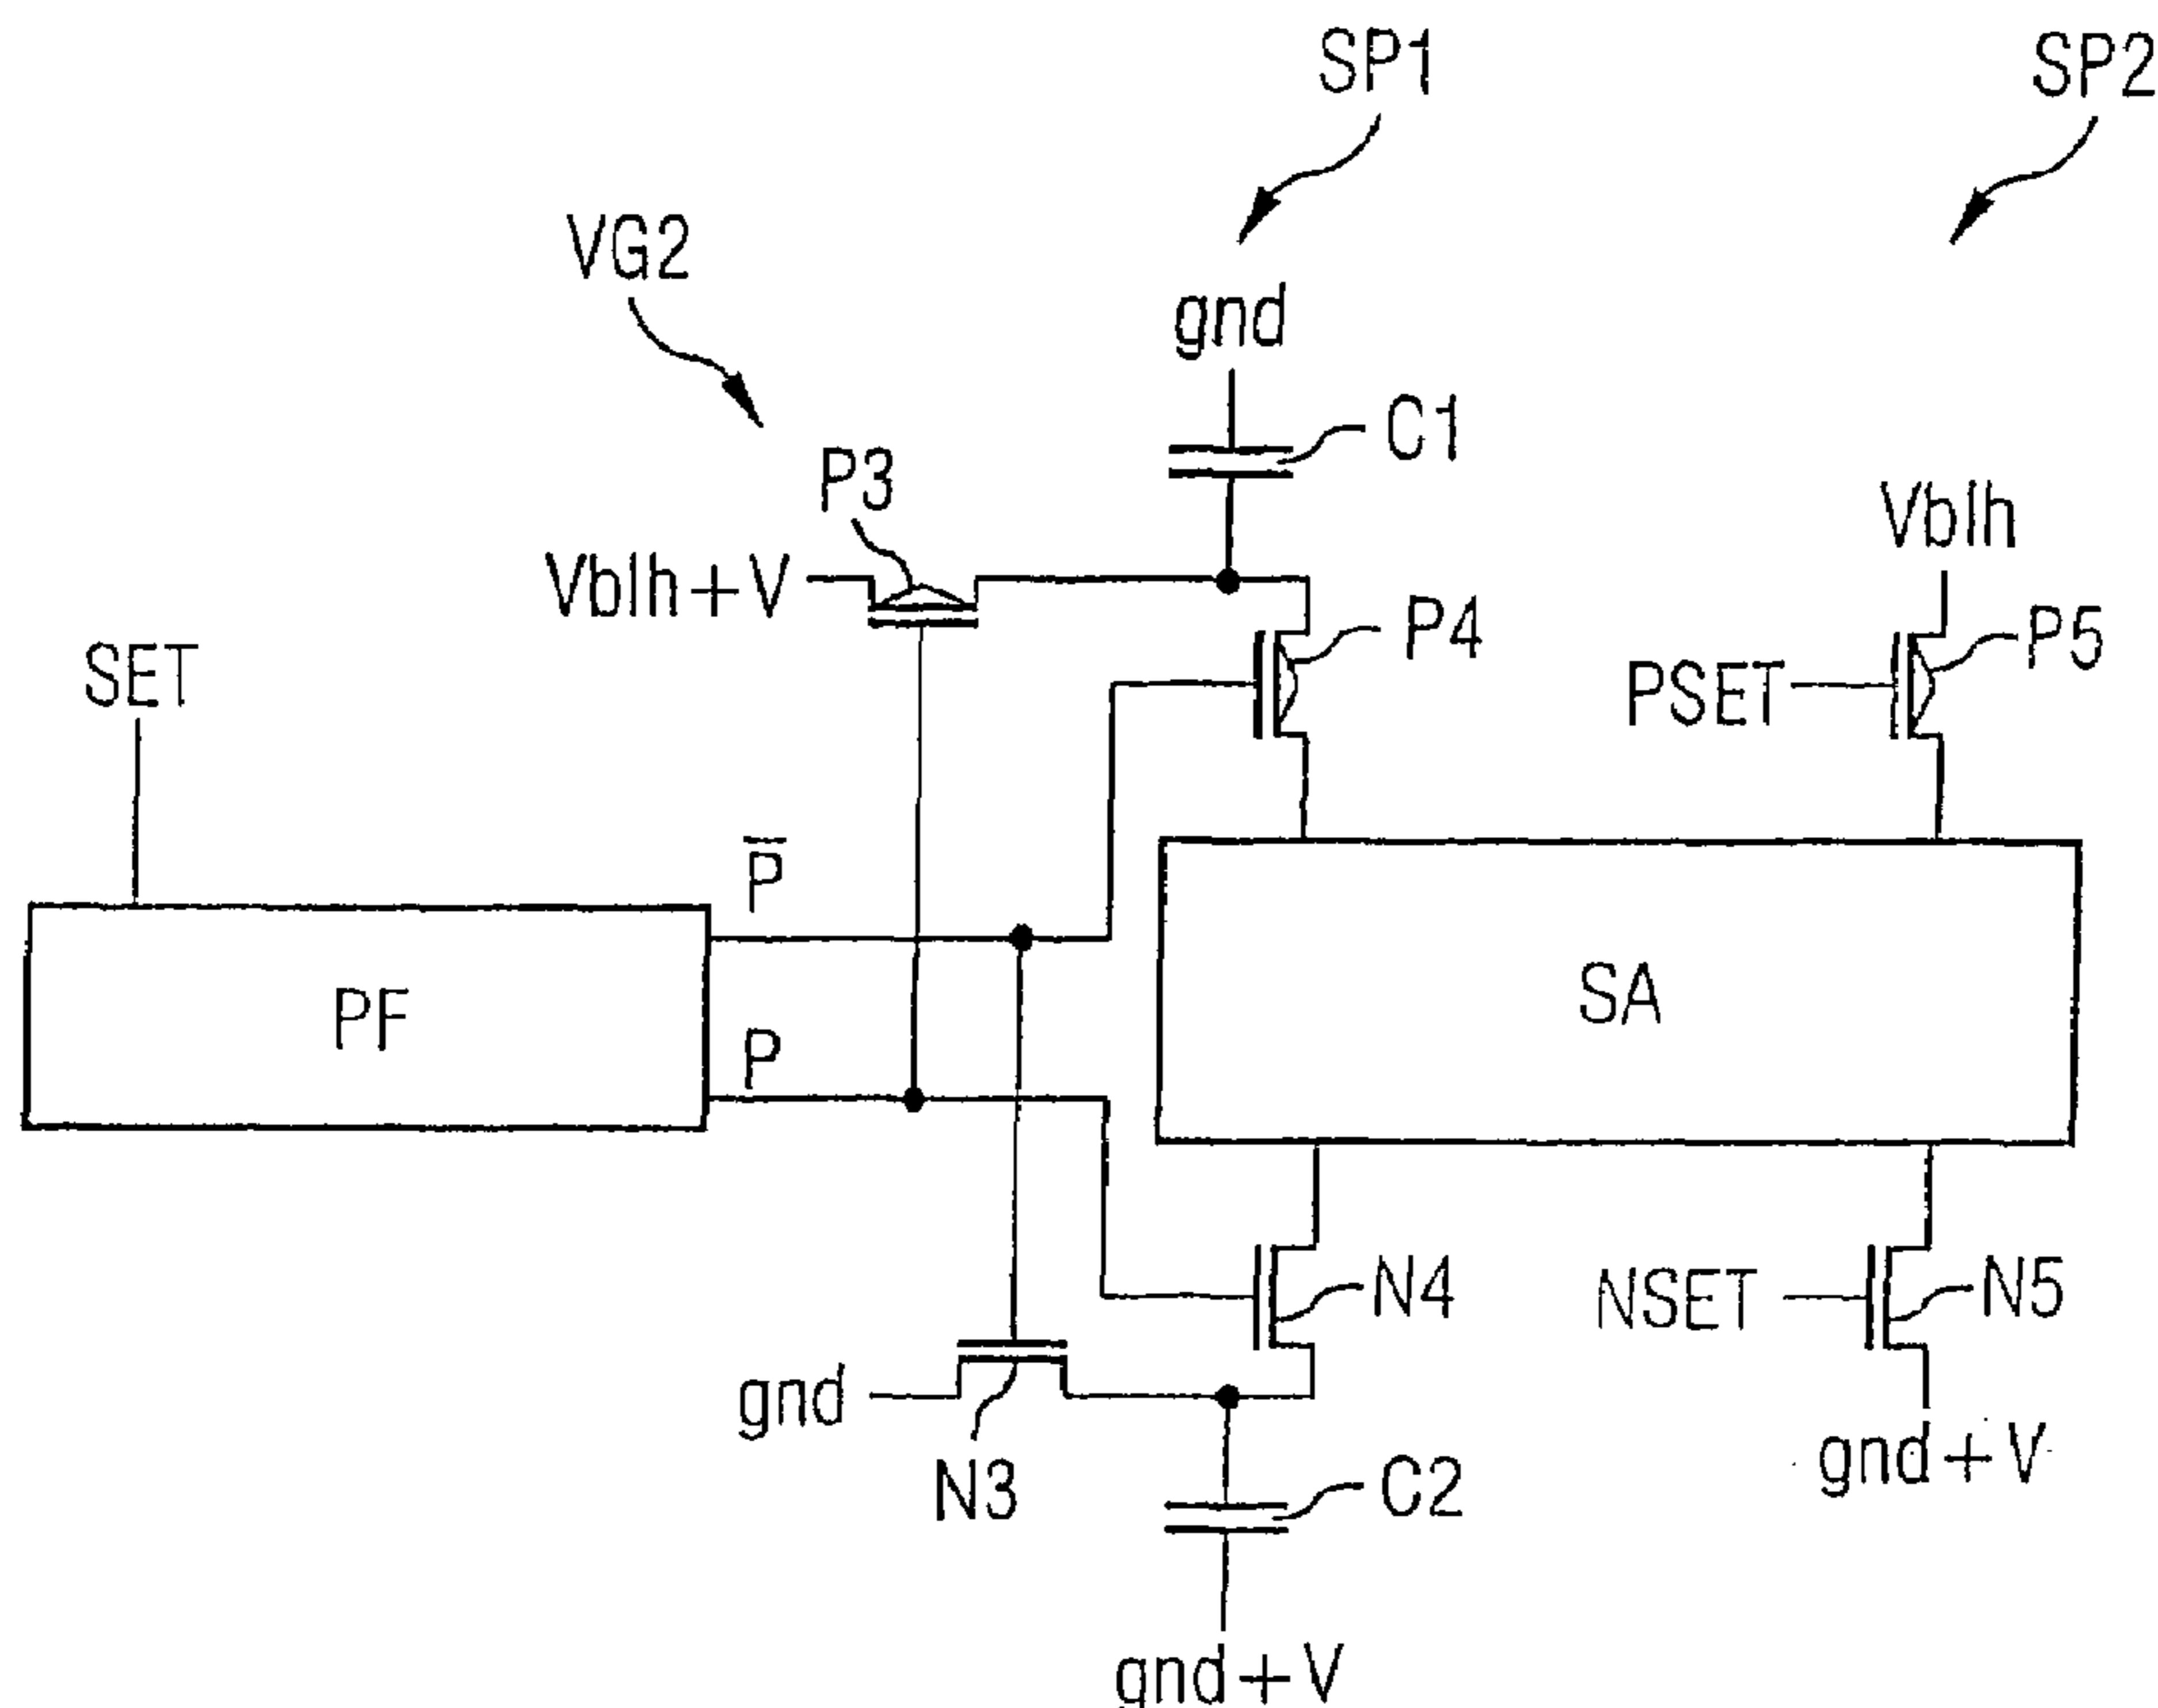 SP1
SP2
VG2
gnd
C1
P3
Vblh
Vblh+V
P4
P5
SET
PSET
P̅
PF
SA
P
N4
NSET
N5
gnd
N3
gnd+V
C2
gnd+V